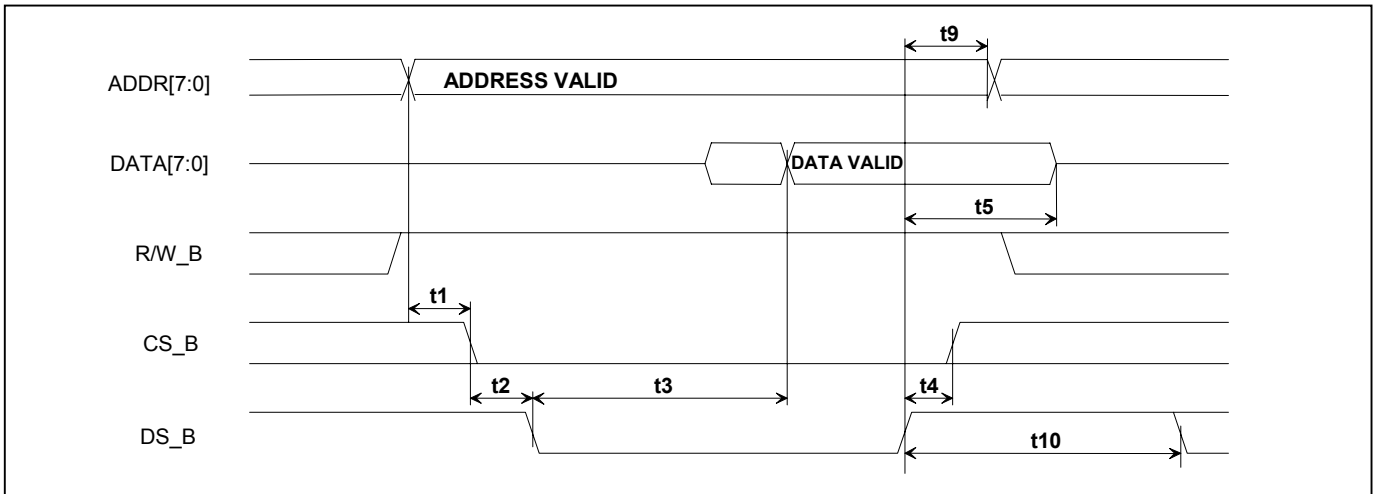 t9
ADDR[7:0]
ADDRESS VALID
DATA[7:0]
DATA VALID
t5
R/W_B
t1
CS_B
t2
t3
t4
DS_B
t10